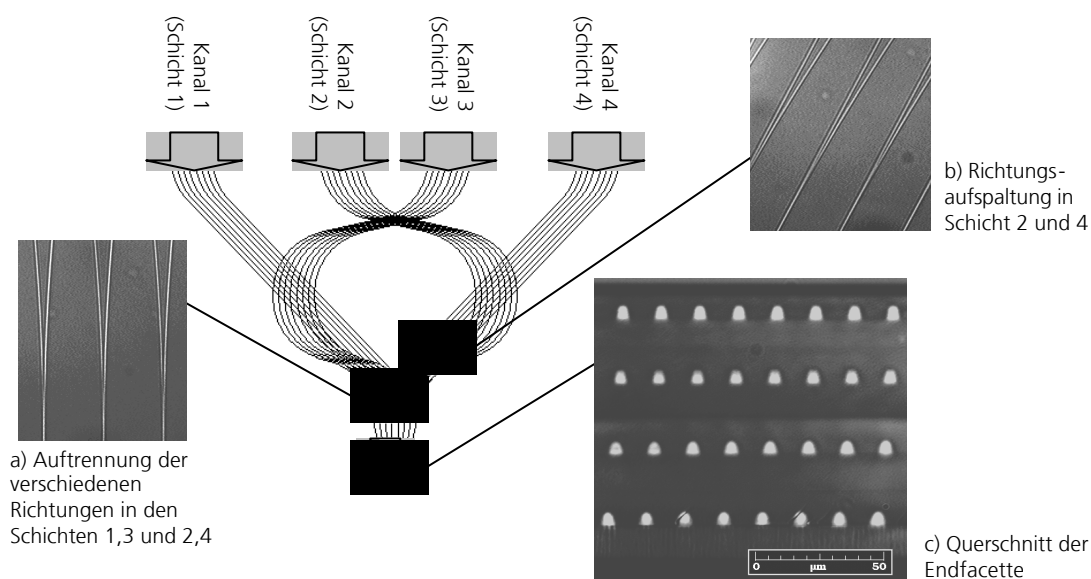 Kanal 1
(Schicht 1)
Kanal 2
(Schicht 2)
Kanal 3
(Schicht 3)
Kanal 4
(Schicht 4)
b) Richtungs-
aufspaltung in
Schicht 2 und 4
a) Auftrennung der
verschiedenen
Richtungen in den
Schichten 1,3 und 2,4
0 µm 50
c) Querschnitt der
Endfacette